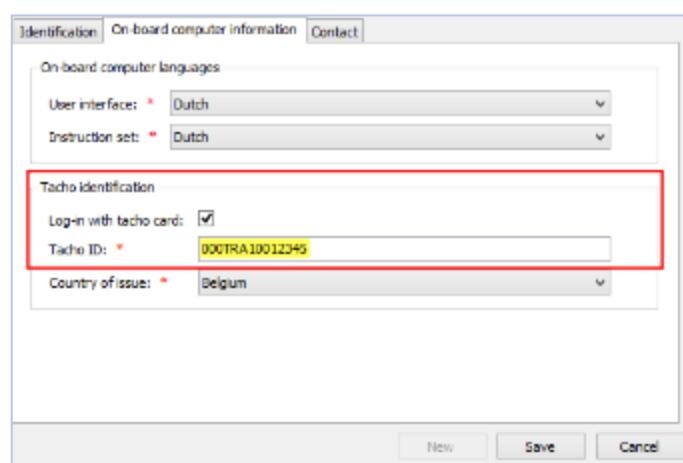 Identification On-board computer information Contact
On-board computer languages
User interface: * Dutch
Instruction set: * Dutch
Tacho identification
Log-in with tacho card:
Tacho ID: * 000TRA10012345
Country of issue: * Belgium
New Save Cancel